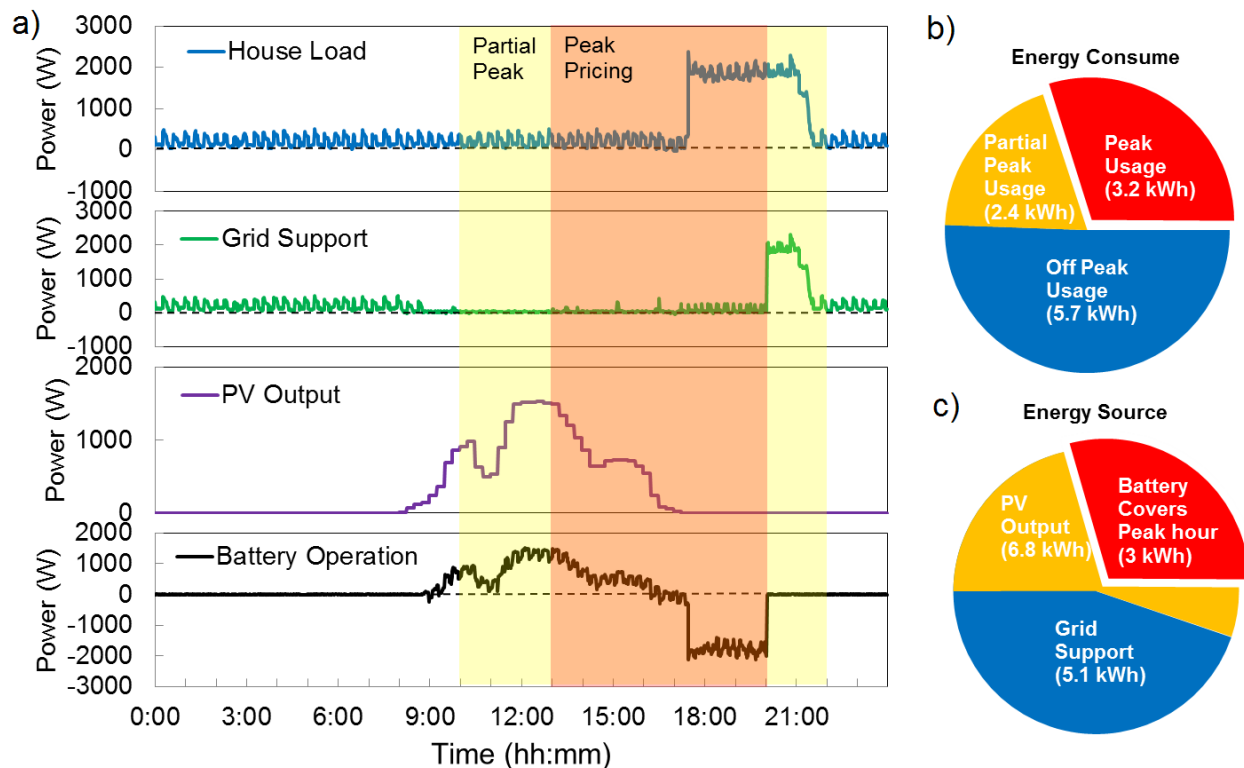 a)
3000
2000
1000
0
-1000
Power (W)
House Load
Partial
Peak
Peak
Pricing
3000
2000
1000
0
-1000
Power (W)
Grid Support
2000
1000
0
Power (W)
PV Output
2000
1000
0
-1000
-2000
-3000
Power (W)
Battery Operation
0:00 3:00 6:00 9:00 12:00 15:00 18:00 21:00
Time (hh:mm)
b)
Energy Consume
Partial
Peak
Usage
(2.4 kWh)
Peak
Usage
(3.2 kWh)
Off Peak
Usage
(5.7 kWh)
c)
Energy Source
PV
Output
(6.8 kWh)
Battery
Covers
Peak hour
(3 kWh)
Grid
Support
(5.1 kWh)